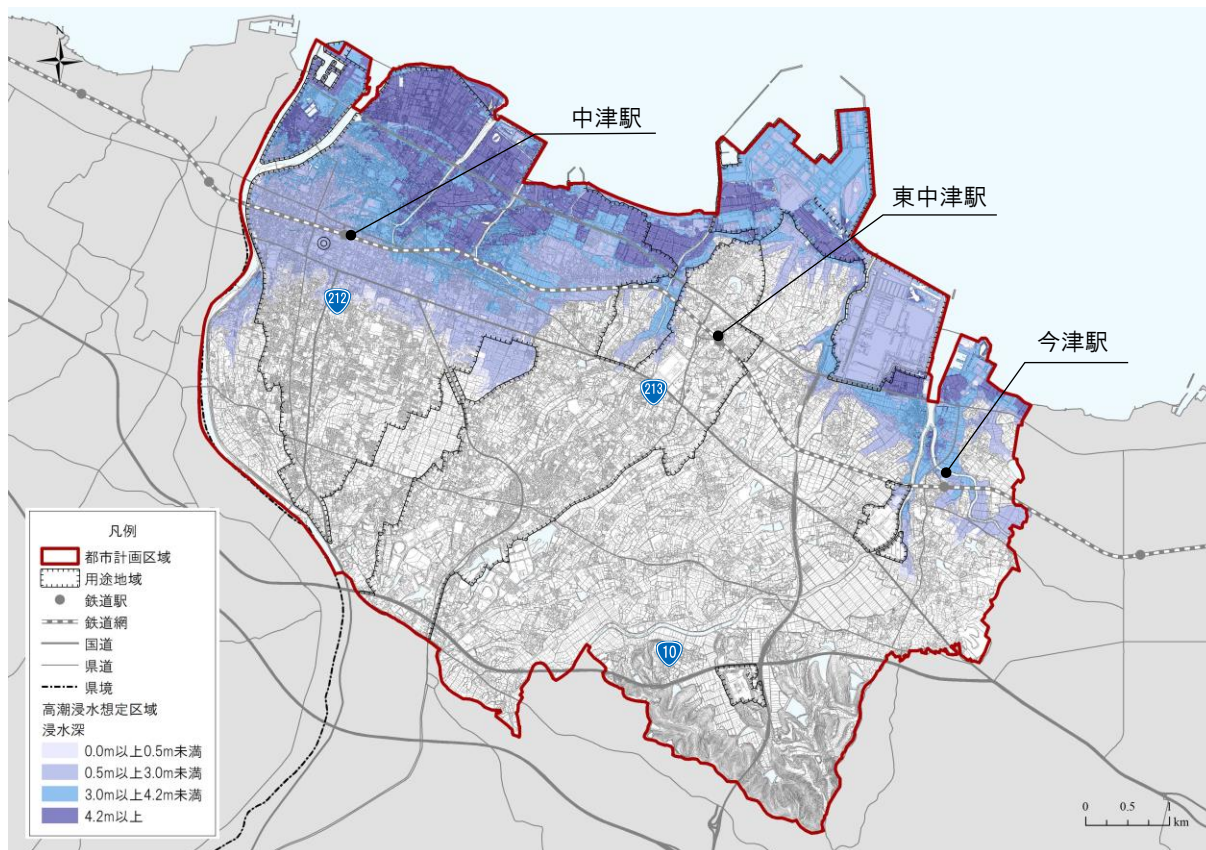 N
中津駅
東中津駅
今津駅
212
213
10
凡例
都市計画区域
用途地域
鉄道駅
鉄道網
国道
県道
県境
高潮浸水想定区域
浸水深
0.0m以上0.5m未満
0.5m以上3.0m未満
3.0m以上4.2m未満
4.2m以上
0 0.5 1
km